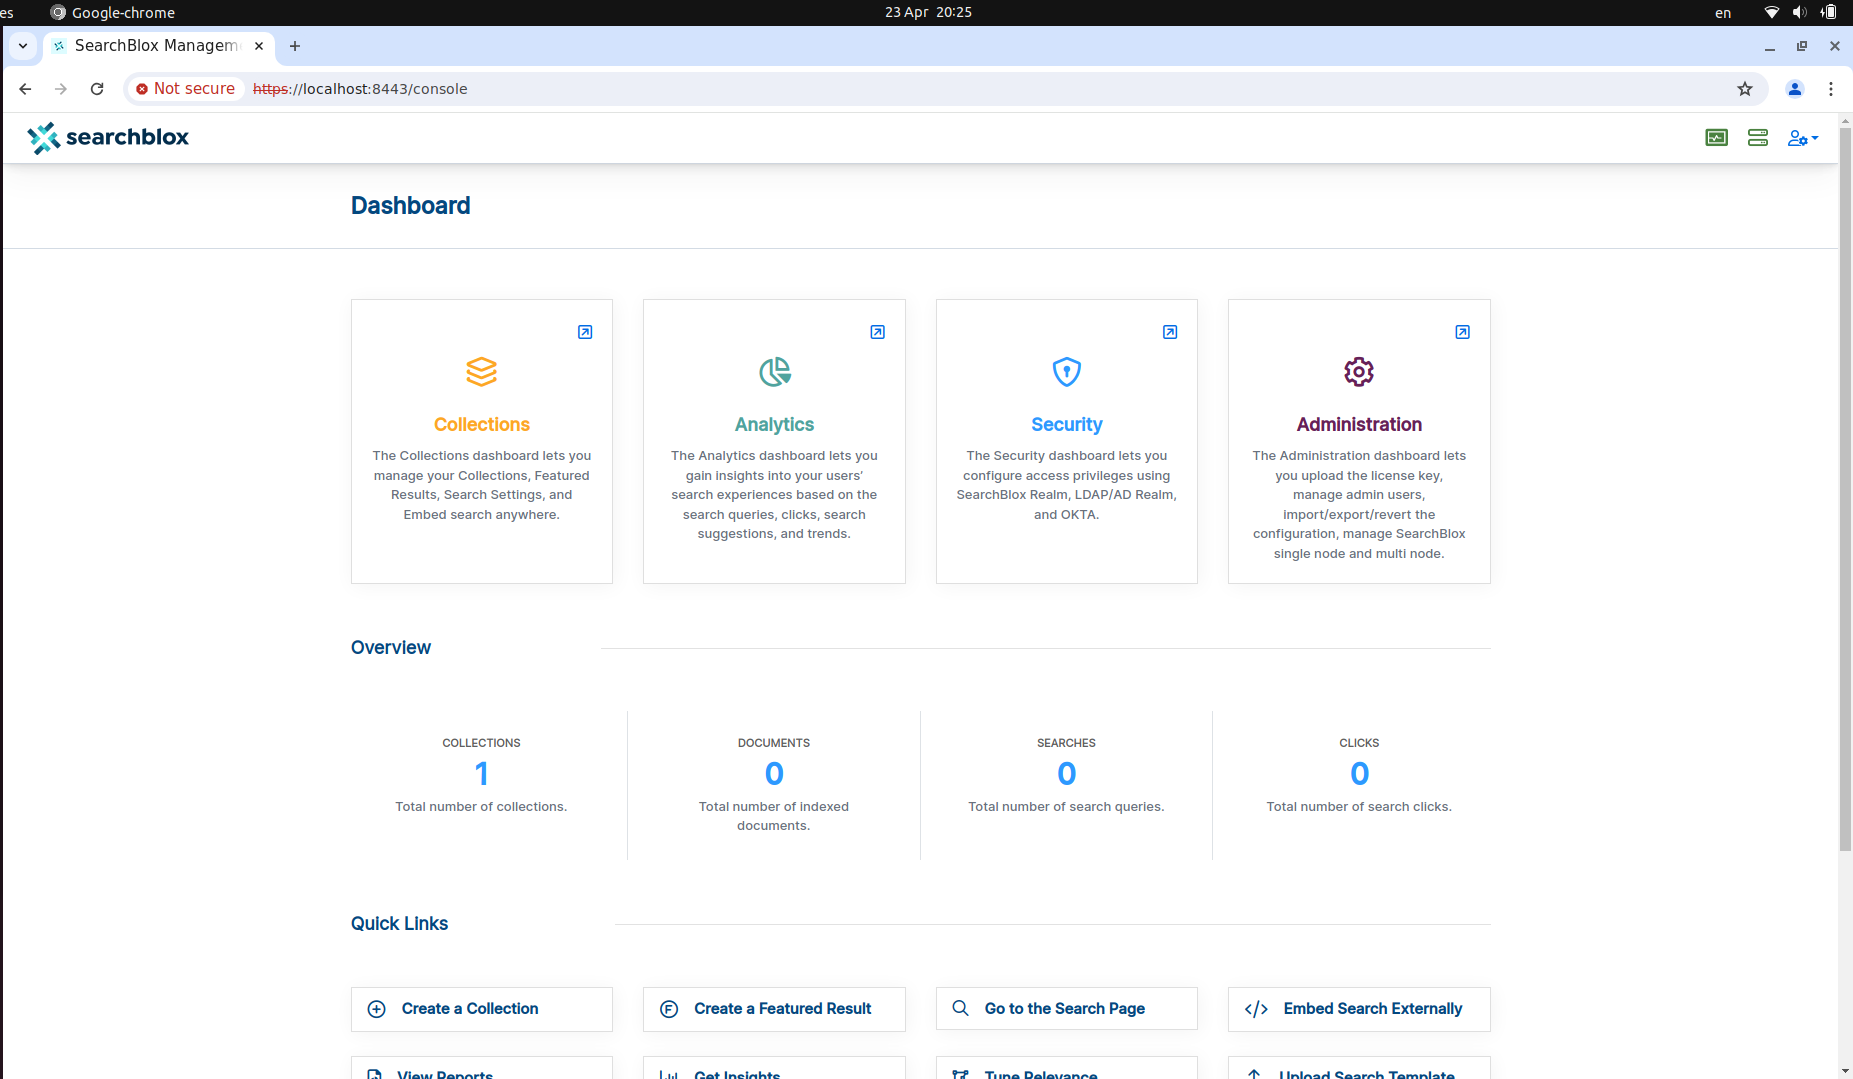 es Google-chrome 23 Apr 20:25 en
SearchBlox Managem
Not secure https://localhost:8443/console
searchblox
Dashboard
Collections
The Collections dashboard lets you
manage your Collections, Featured
Results, Search Settings, and
Embed search anywhere.
Analytics
The Analytics dashboard lets you
gain insights into your users'
search experiences based on the
search queries, clicks, search
suggestions, and trends.
Security
The Security dashboard lets you
configure access privileges using
SearchBlox Realm, LDAP/AD Realm,
and OKTA.
Administration
The Administration dashboard lets
you upload the license key,
manage admin users,
import/export/revert the
configuration, manage SearchBlox
single node and multi node.
Overview
COLLECTIONS
1
Total number of collections.
DOCUMENTS
0
Total number of indexed
documents.
SEARCHES
0
Total number of search queries.
CLICKS
0
Total number of search clicks.
Quick Links
Create a Collection
Create a Featured Result
Go to the Search Page
Embed Search Externally
View Reports
Get Insights
Tune Relevance
Upload Search Template